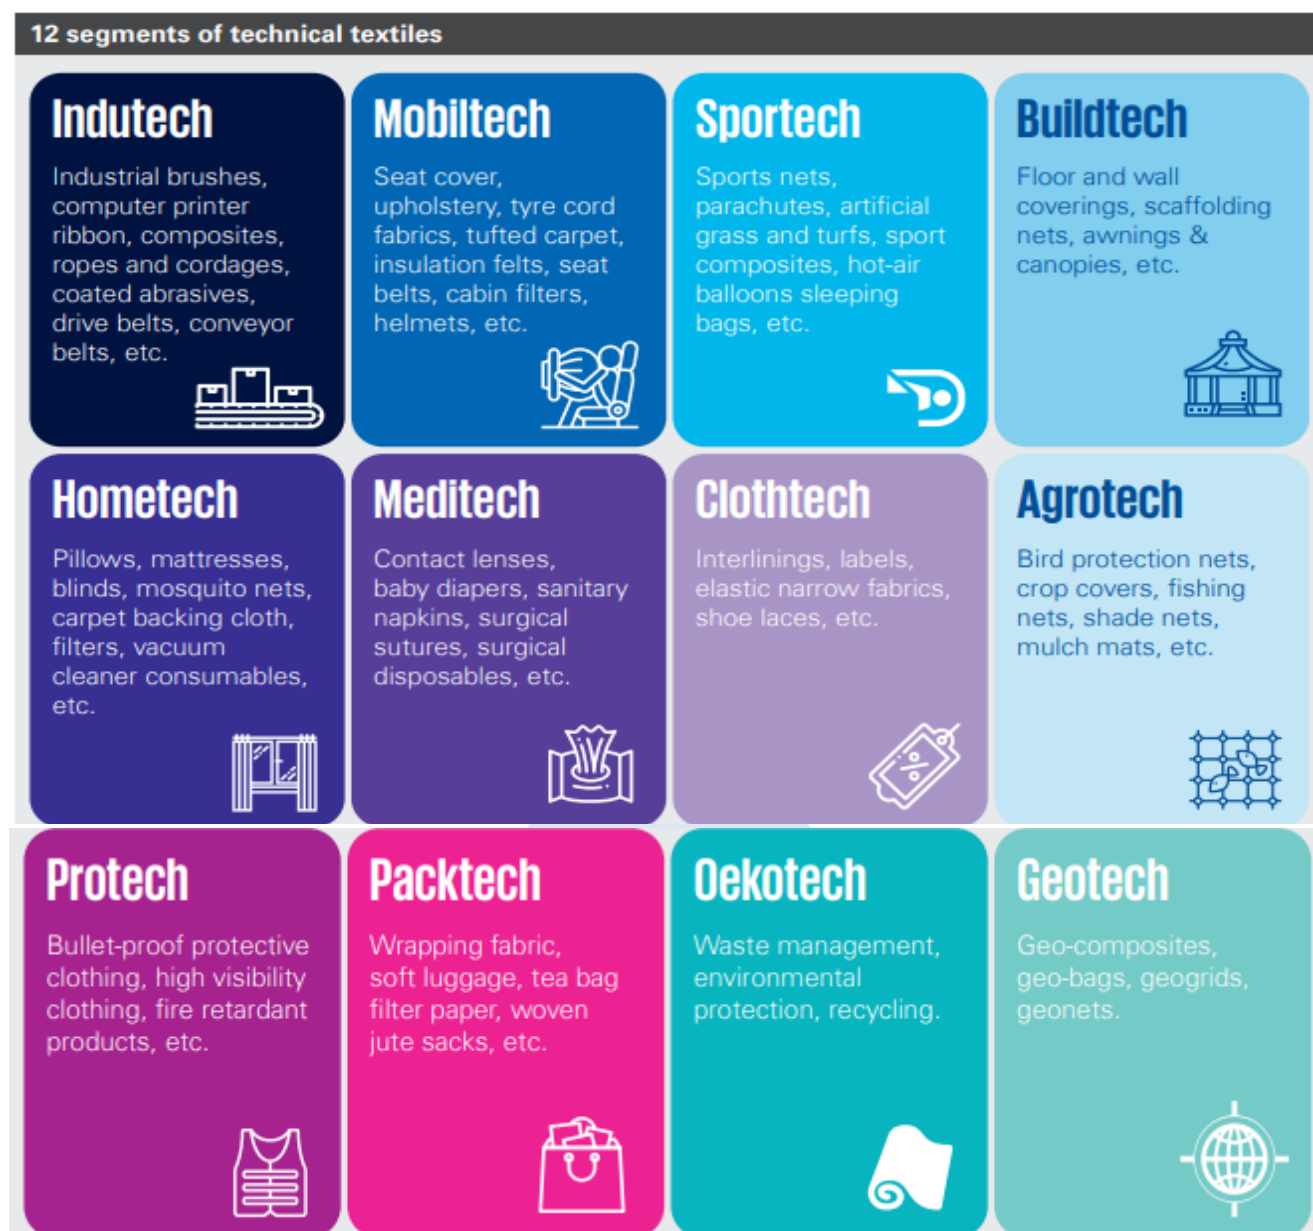 12 segments of technical textiles
Indutech
Industrial brushes,
computer printer
ribbon, composites,
ropes and cordages,
coated abrasives,
drive belts, conveyor
belts, etc.
Mobiltech
Seat cover,
upholstery, tyre cord
fabrics, tufted carpet,
insulation felts, seat
belts, cabin filters,
helmets, etc.
Sportech
Sports nets,
parachutes, artificial
grass and turfs, sport
composites, hot-air
balloons sleeping
bags, etc.
Buildtech
Floor and wall
coverings, scaffolding
nets, awnings &
canopies, etc.
Hometech
Pillows, mattresses,
blinds, mosquito nets,
carpet backing cloth,
filters, vacuum
cleaner consumables,
etc.
Meditech
Contact lenses,
baby diapers, sanitary
napkins, surgical
sutures, surgical
disposables, etc.
Clothtech
Interlinings, labels,
elastic narrow fabrics,
shoe laces, etc.
Agrotech
Bird protection nets,
crop covers, fishing
nets, shade nets,
mulch mats, etc.
Protech
Bullet-proof protective
clothing, high visibility
clothing, fire retardant
products, etc.
Packtech
Wrapping fabric,
soft luggage, tea bag
filter paper, woven
jute sacks, etc.
Oekotech
Waste management,
environmental
protection, recycling.
Geotech
Geo-composites,
geo-bags, geogrids,
geonets.